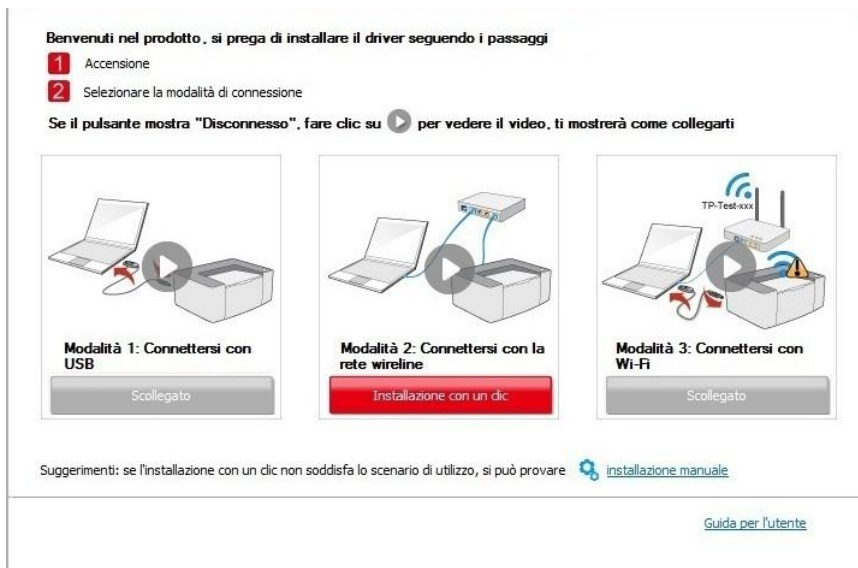 Benvenuti nel prodotto, si prega di installare il driver seguendo i passaggi
1 Accensione
2 Selezionare la modalità di connessione
Se il pulsante mostra "Disconnesso", fare clic su per vedere il video, ti mostrerà come collegarti
TP-Test-xxx
Modalità 1: Connettersi con
USB
Scollegato
Modalità 2: Connettersi con la
rete wireline
Installazione con un clic
Modalità 3: Connettersi con
Wi-Fi
Scollegato
Suggerimenti: se l'installazione con un clic non soddisfa lo scenario di utilizzo, si può provare installazione manuale
Guida per l'utente